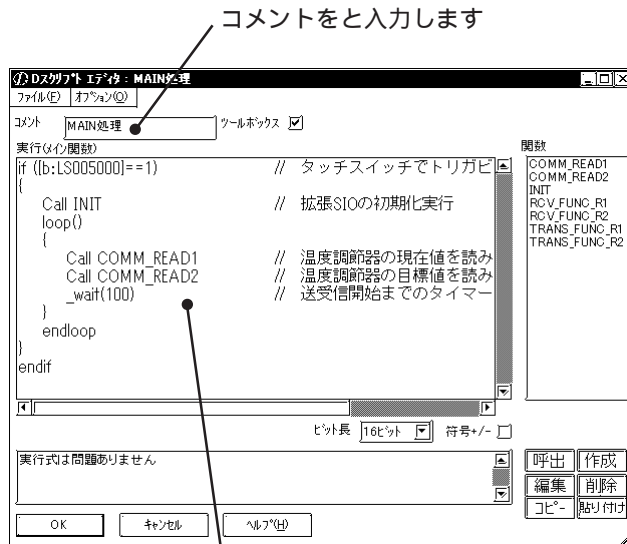 コメントをと入力します
Dスクリプト エディタ : MAIN処理
ファイル(F) オプション(O)
コメント MAIN処理 ツールボックス
実行(メイン関数)
if ([b:LS005000]==1) // タッチスイッチでトリガビ
{
Call INIT // 拡張SIOの初期化実行
loop()
{
Call COMM_READ1 // 温度調節器の現在値を読み
Call COMM_READ2 // 温度調節器の目標値を読み
_wait(100) // 送受信開始までのタイマー
}
endloop
}
endif
関数
COMM_READ1
COMM_READ2
INIT
RCV_FUNC_R1
RCV_FUNC_R2
TRANS_FUNC_R1
TRANS_FUNC_R2
ビット長 16ビット 符号+/-
実行式は問題ありません
呼出 作成
編集 削除
コピー 貼り付け
OK キャンセル ヘルプ(H)